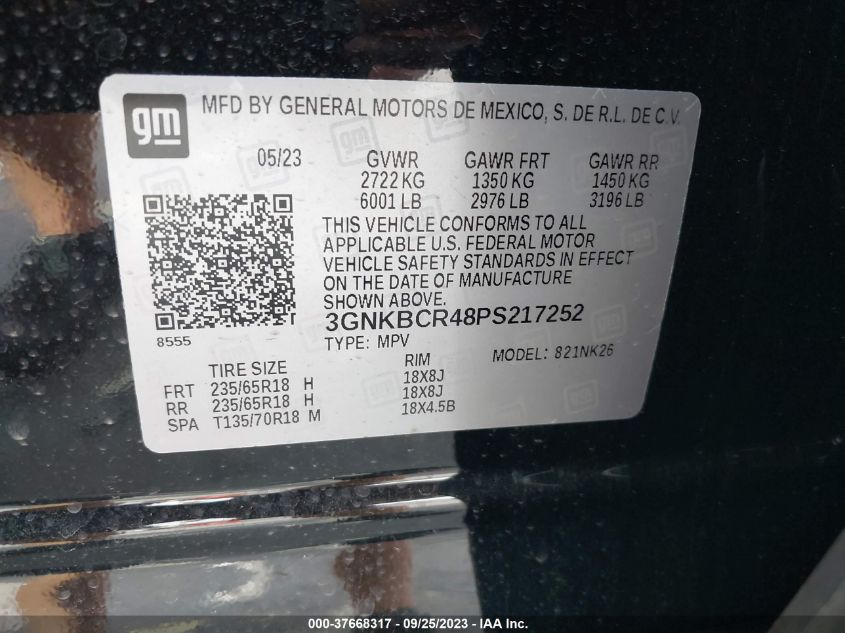 gm
MFD BY GENERAL MOTORS DE MEXICO, S. DE R.L. DE C.V.
05/23 GVWR GAWR FRT GAWR RR
2722 KG 1350 KG 1450 KG
6001 LB 2976 LB 3196 LB
THIS VEHICLE CONFORMS TO ALL
APPLICABLE U.S. FEDERAL MOTOR
VEHICLE SAFETY STANDARDS IN EFFECT
ON THE DATE OF MANUFACTURE
SHOWN ABOVE.
3GNKBCR48PS217252
8555
TYPE: MPV MODEL: 821NK26
TIRE SIZE RIM
FRT 235/65R18 H 18X8J
RR 235/65R18 H 18X8J
SPA T135/70R18 M 18X4.5B
000-37668317 / 09/25/2023 - IAA Inc.